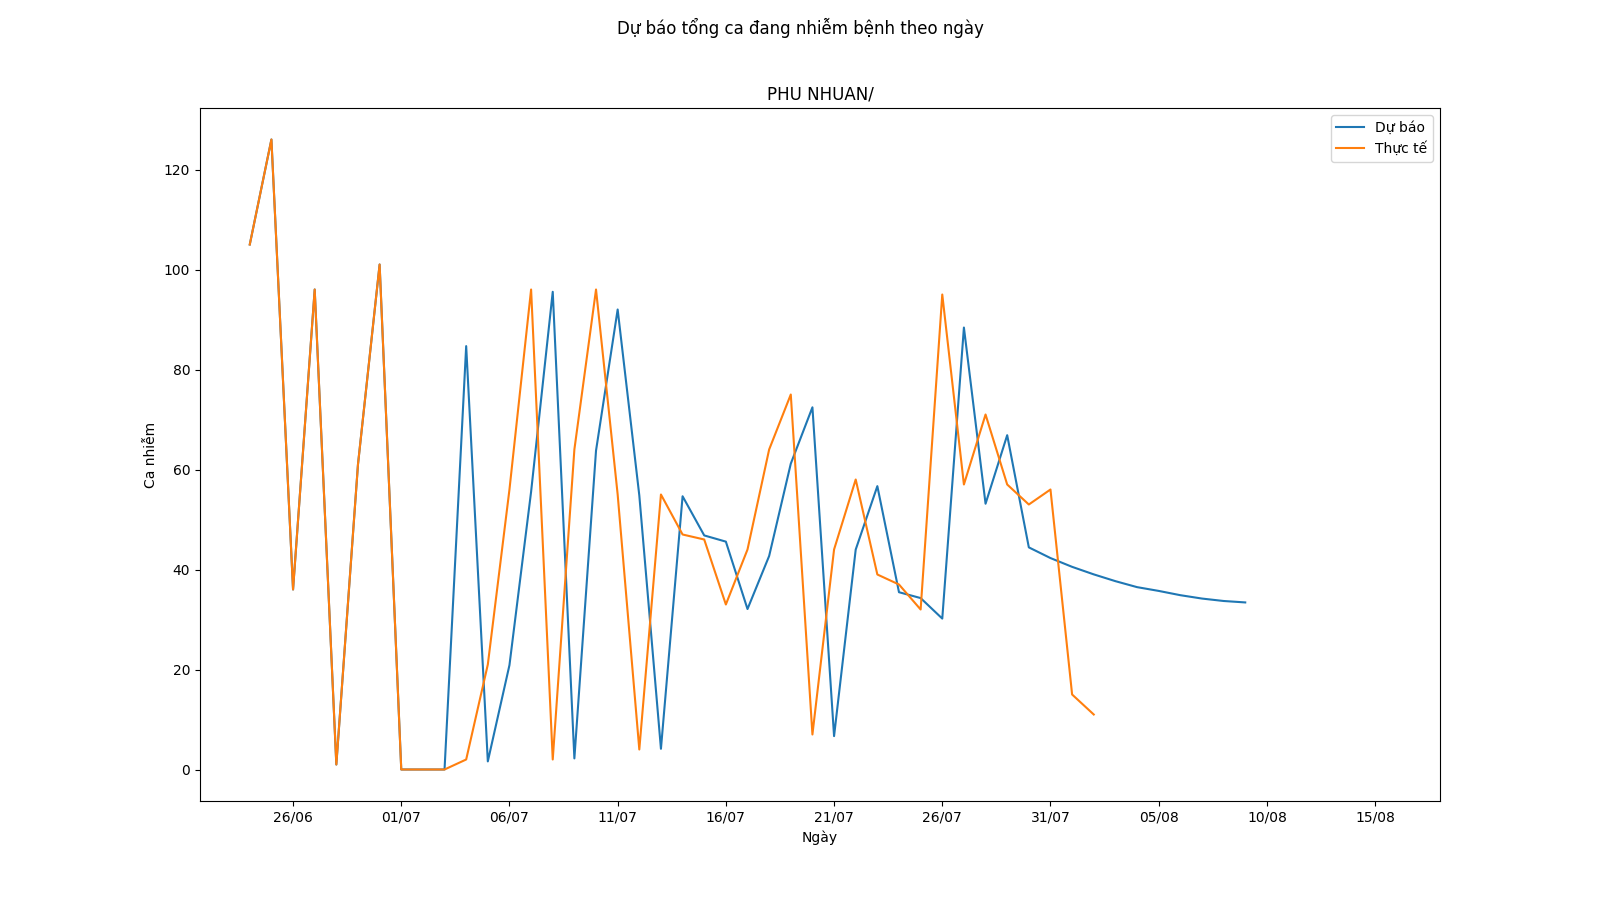 Dự báo tổng ca đang nhiễm bệnh theo ngày
PHU NHUAN/
Dự báo
Thực tế
120
100
80
60
40
20
0
Ca nhiễm
26/06 01/07 06/07 11/07 16/07 21/07 26/07 31/07 05/08 10/08 15/08
Ngày